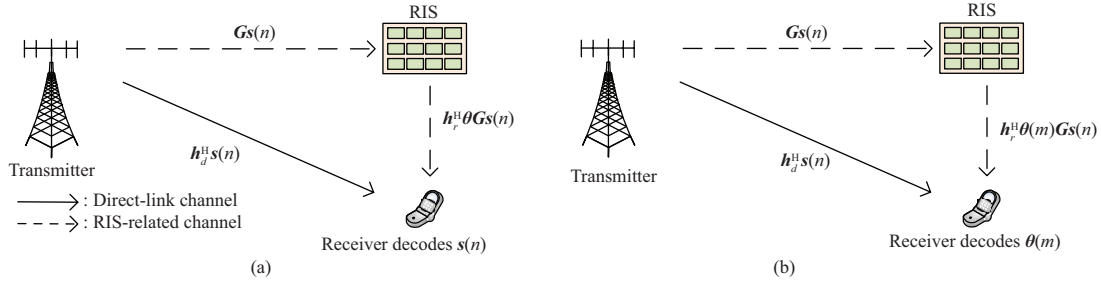 RIS
Gs(n)
h_r^H θGs(n)
h_d^H s(n)
Transmitter
: Direct-link channel
: RIS-related channel
Receiver decodes s(n)
(a)
RIS
Gs(n)
h_r^H θ(m)Gs(n)
h_d^H s(n)
Transmitter
Receiver decodes θ(m)
(b)